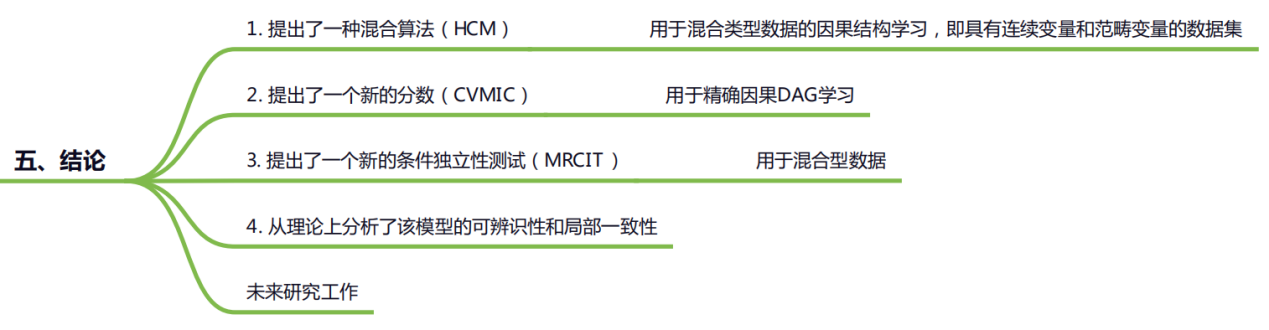 1. 提出了一种混合算法（HCM） 用于混合类型数据的因果结构学习，即具有连续变量和范畴变量的数据集
2. 提出了一个新的分数（CVMIC） 用于精确因果DAG学习
五、结论
3. 提出了一个新的条件独立性测试（MRCIT ） 用于混合型数据
4. 从理论上分析了该模型的可辨识性和局部一致性
未来研究工作